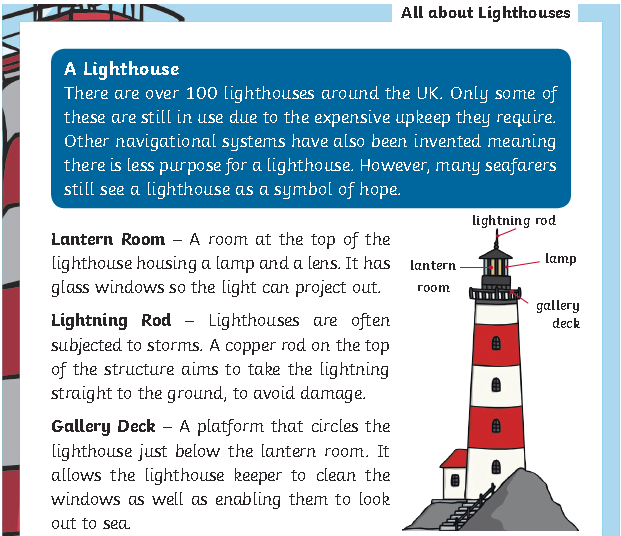 All about Lighthouses
A Lighthouse
There are over 100 lighthouses around the UK. Only some of
these are still in use due to the expensive upkeep they require.
Other navigational systems have also been invented meaning
there is less purpose for a lighthouse. However, many seafarers
still see a lighthouse as a symbol of hope.
Lantern Room – A room at the top of the
lighthouse housing a lamp and a lens. It has
glass windows so the light can project out.
Lightning Rod – Lighthouses are often
subjected to storms. A copper rod on the top
of the structure aims to take the lightning
straight to the ground, to avoid damage.
Gallery Deck – A platform that circles the
lighthouse just below the lantern room. It
allows the lighthouse keeper to clean the
windows as well as enabling them to look
out to sea.
lightning rod
lantern
room
lamp
gallery
deck